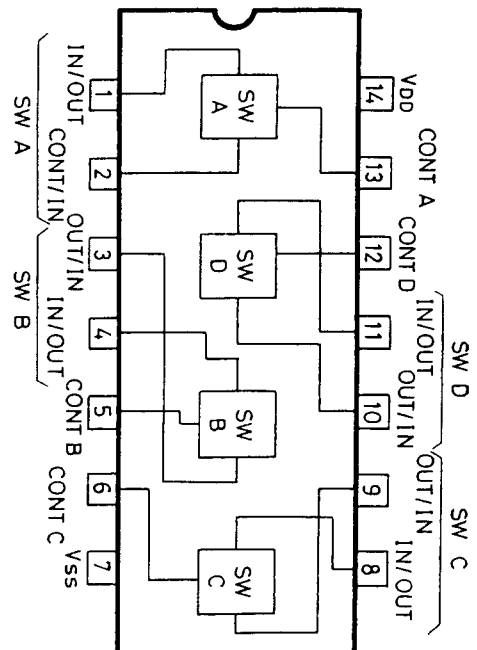 IN/OUT
1
SW A
CONT/IN
2
OUT/IN
3
SW B
IN/OUT
4
CONT B
5
CONT C
6
Vss
7
SW
A
SW
D
SW
B
SW
C
14
VDD
13
CONT A
12
CONT D
11
IN/OUT
SW D
10
OUT/IN
9
OUT/IN
SW C
8
IN/OUT